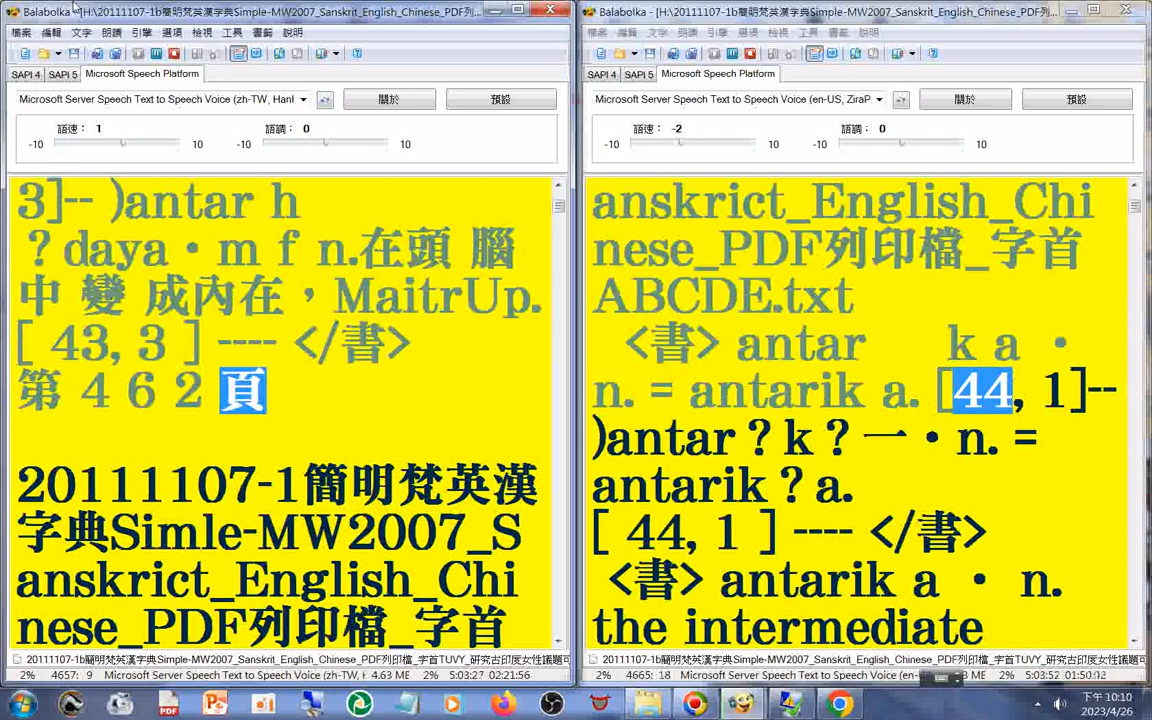 Balabolka - [H:\20111107-1b簡明梵英漢字典Simple-MW2007_Sanskrit_English_Chinese_PDF列...
檔案 編輯 文字 朗讀 引擎 選項 檢視 工具 書籤 說明
SAPI 4 SAPI 5 Microsoft Speech Platform
Microsoft Server Speech Text to Speech Voice (zh-TW, Hanl
關於 預設
語速： 1 語調： 0
-10 10 -10 10
3]-- )antar h
？daya · m f n.在頭 腦
中 變 成內在，MaitrUp.
[ 43, 3 ] ---- </書>
第 4 6 2 頁
20111107-1簡明梵英漢
字典Simle-MW2007_S
anskrict_English_Chi
nese_PDF列印檔_字首
20111107-1b簡明梵英漢字典Simple-MW2007_Sanskrit_English_Chinese_PDF列印檔_字首TUVY_研究古印度女性議題可
4657: 9 Microsoft Server Speech Text to Speech Voice (zh-TW, H 4.63 MB 2% 5:03:27 02:21:56
Balabolka - [H:\20111107-1b簡明梵英漢字典Simple-MW2007_Sanskrit_English_Chinese_PDF列印...
檔案 編輯 文字 朗讀 引擎 選項 檢視 工具 書籤 說明
SAPI 4 SAPI 5 Microsoft Speech Platform
Microsoft Server Speech Text to Speech Voice (en-US, ZiraP
關於 預設
語速： -2 語調： 0
-10 10 -10 10
anskrict_English_Chi
nese_PDF列印檔_字首
ABCDE.txt
<書> antar k a ·
n. = antarik a. [44, 1]--
)antar？k？一·n. =
antarik？a.
[ 44, 1 ] ---- </書>
<書> antarik a · n.
the intermediate
20111107-1b簡明梵英漢字典Simple-MW2007_Sanskrit_English_Chinese_PDF列印檔_字首TUVY_研究古印度女性議題可
4665: 18 Microsoft Server Speech Text to Speech Voice (en-US, 3 MB 2% 5:03:52 01:50:02
下午 10:10
2023/4/26